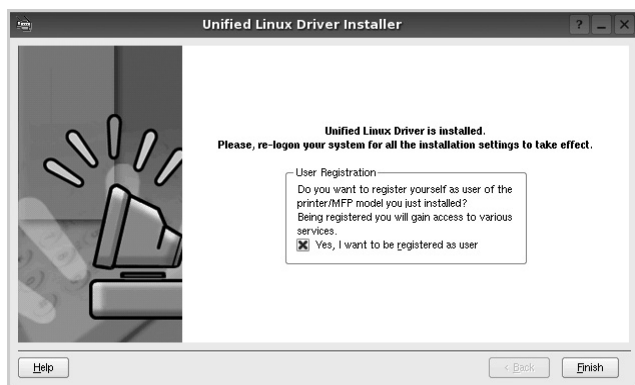 Unified Linux Driver Installer
Unified Linux Driver is installed.
Please, re-logon your system for all the installation settings to take effect.
User Registration
Do you want to register yourself as user of the
printer/MFP model you just installed?
Being registered you will gain access to various
services.
Yes, I want to be registered as user
Help
< Back
Finish